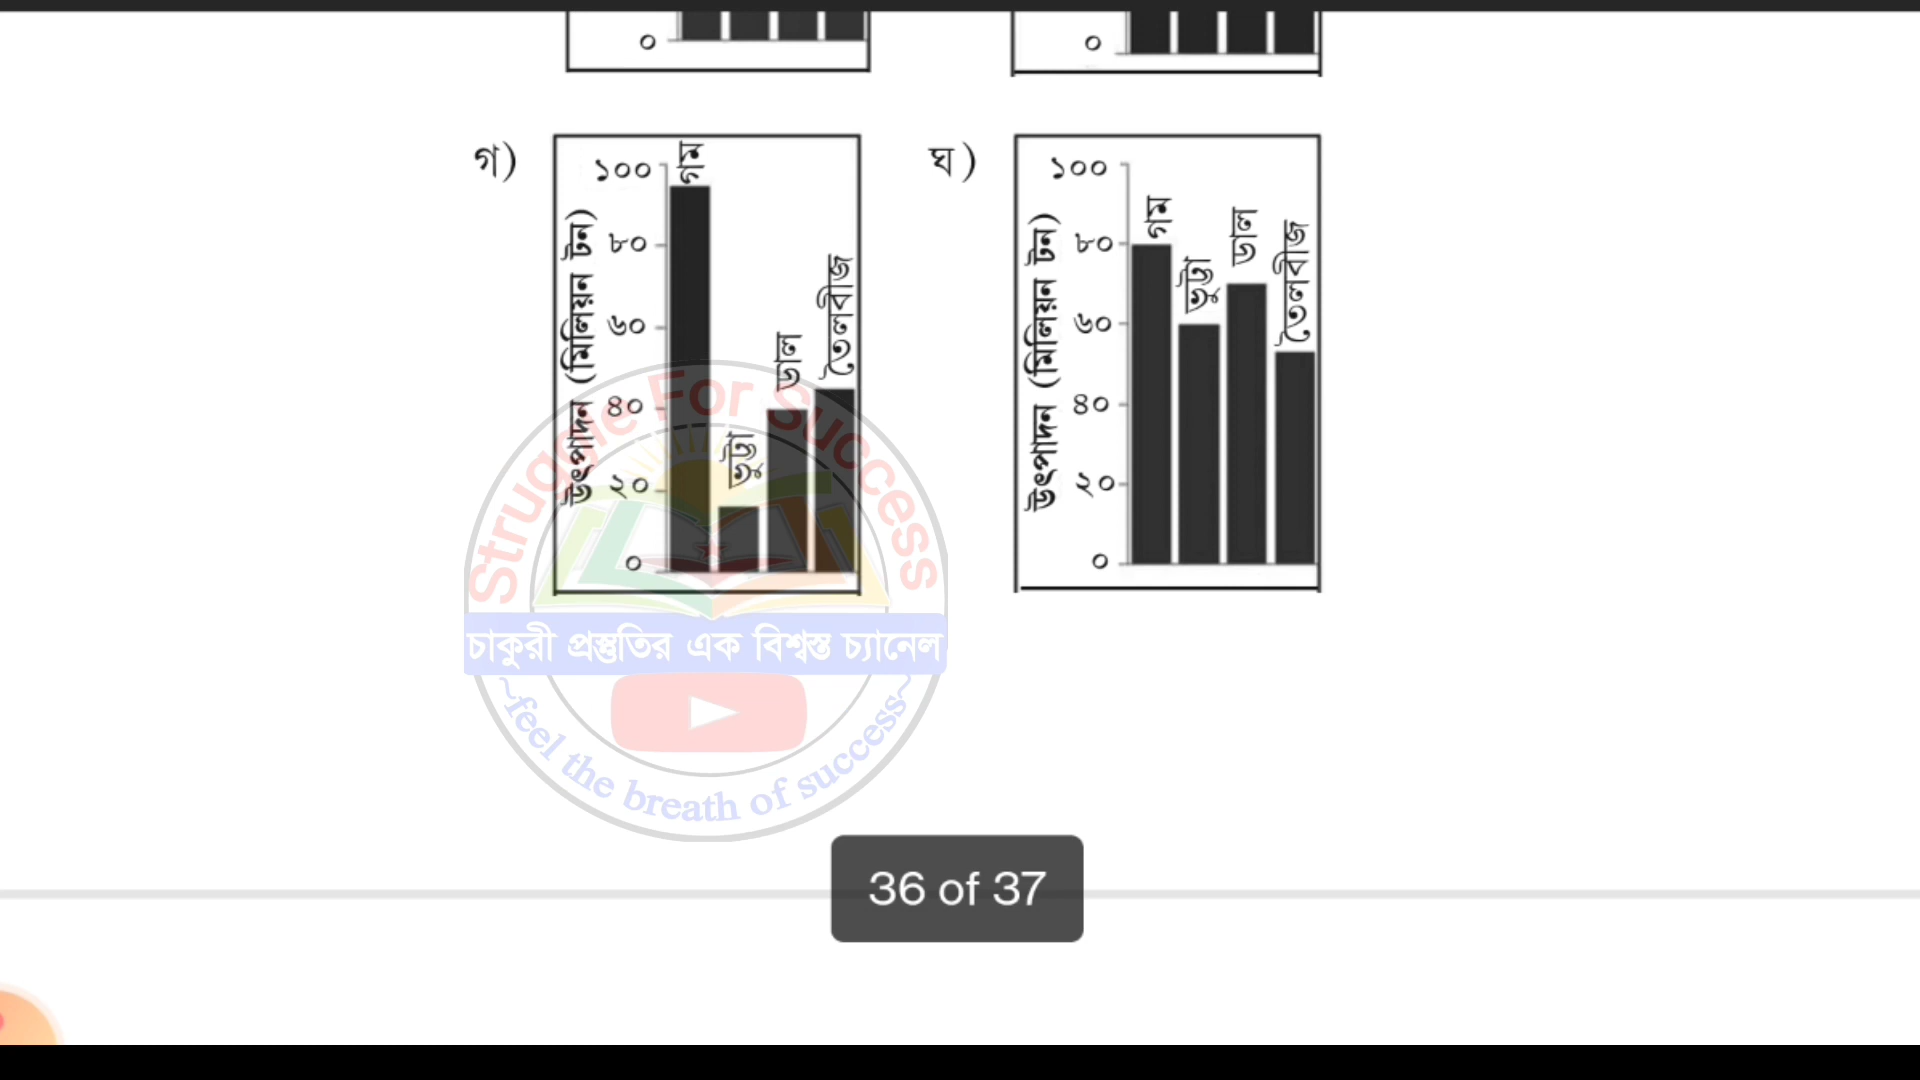 ০
০
গ)
উৎপাদন (মিলিয়ন টন)
১০০
৮০
৬০
৪০
২০
০
গম
ভুট্টা
ডাল
তৈলবীজ
ঘ)
উৎপাদন (মিলিয়ন টন)
১০০
৮০
৬০
৪০
২০
০
গম
ভুট্টা
ডাল
তৈলবীজ
Struggle For Success
চাকুরী প্রস্তুতির এক বিশ্বস্ত চ্যানেল
~feel the breath of success~
36 of 37